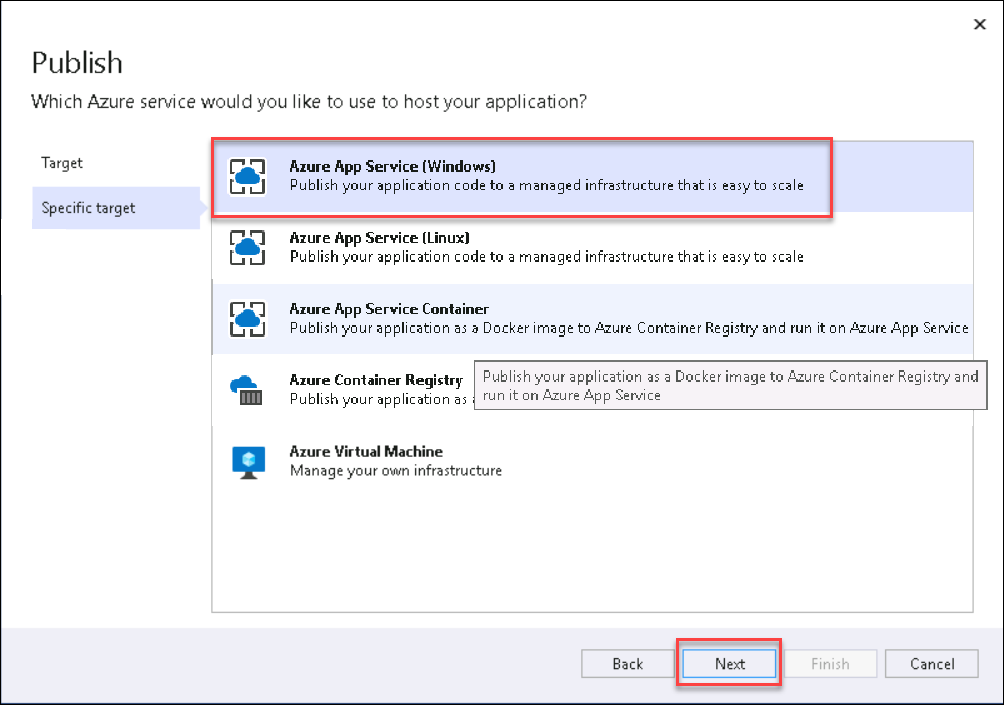 Publish
Which Azure service would you like to use to host your application?
Target
Specific target
Azure App Service (Windows)
Publish your application code to a managed infrastructure that is easy to scale
Azure App Service (Linux)
Publish your application code to a managed infrastructure that is easy to scale
Azure App Service Container
Publish your application as a Docker image to Azure Container Registry and run it on Azure App Service
Azure Container Registry
Publish your application as
Publish your application as a Docker image to Azure Container Registry and
run it on Azure App Service
Azure Virtual Machine
Manage your own infrastructure
Back
Next
Finish
Cancel